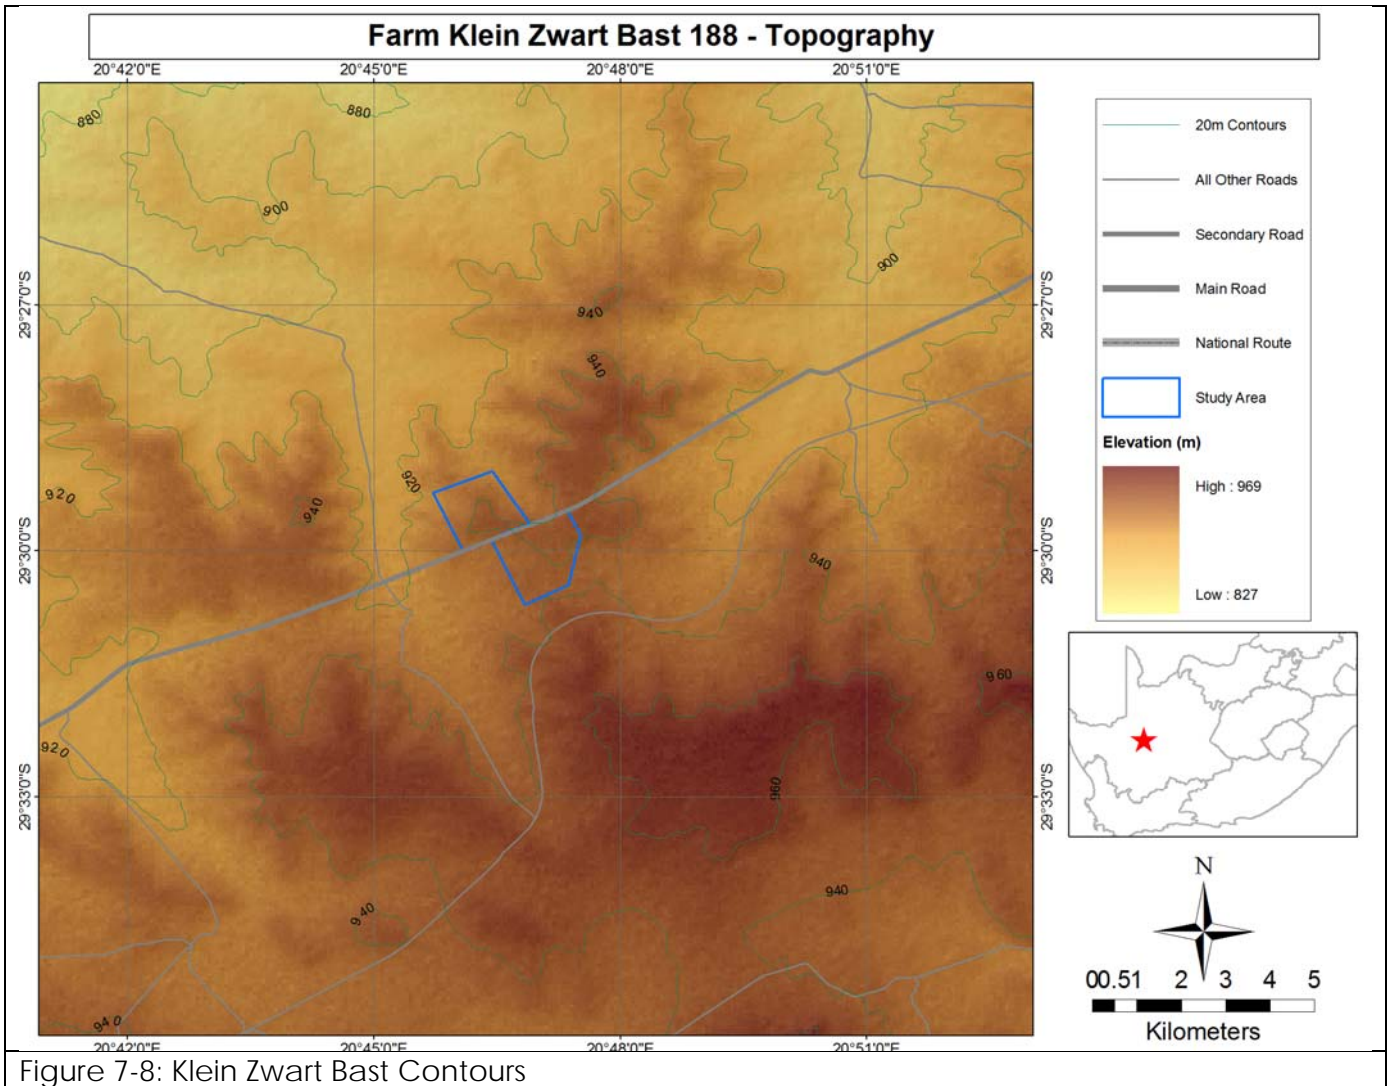 Farm Klein Zwart Bast 188 - Topography
20°42'0"E 20°45'0"E 20°48'0"E 20°51'0"E
880
880
900
900
29°27'0"S
29°27'0"S
940
940
920
920
940
29°30'0"S
29°30'0"S
940
960
920
960
29°33'0"S
29°33'0"S
940
940
940
20°42'0"E 20°45'0"E 20°48'0"E 20°51'0"E
20m Contours
All Other Roads
Secondary Road
Main Road
National Route
Study Area
Elevation (m)
High : 969
Low : 827
N
00.51 2 3 4 5
Kilometers
Figure 7-8: Klein Zwart Bast Contours